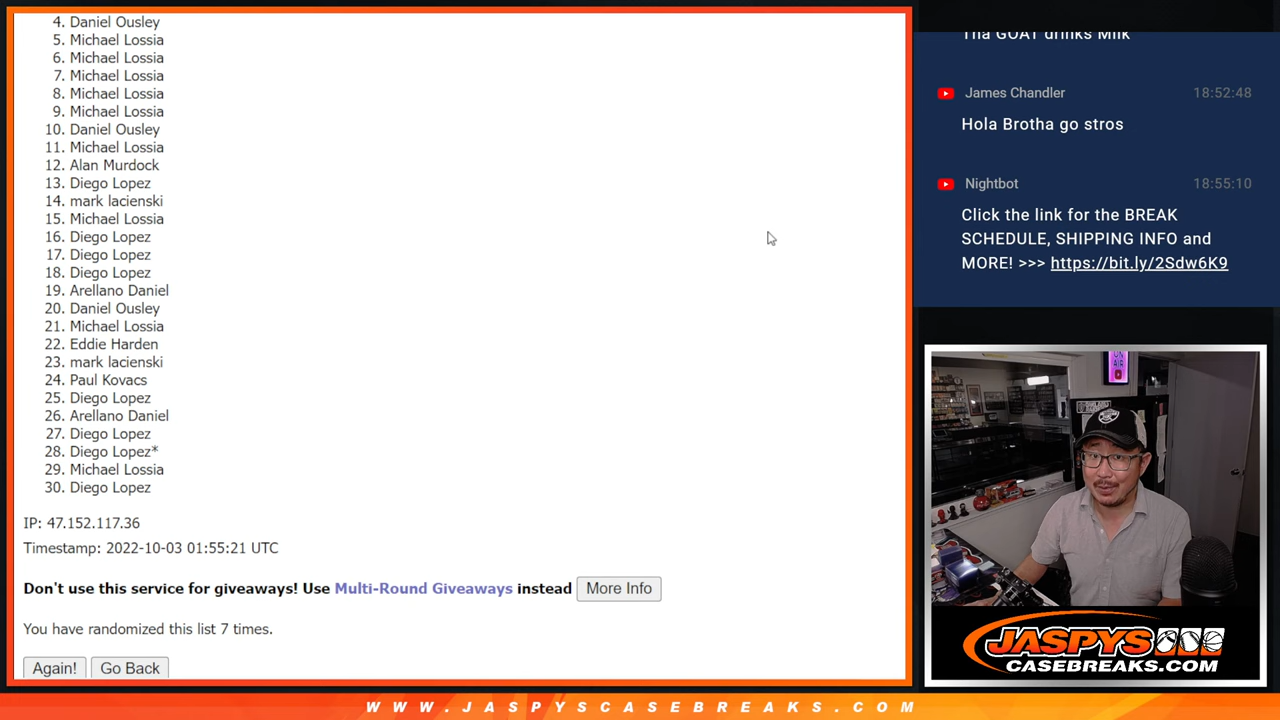 4. Daniel Ousley
5. Michael Lossia
6. Michael Lossia
7. Michael Lossia
8. Michael Lossia
9. Michael Lossia
10. Daniel Ousley
11. Michael Lossia
12. Alan Murdock
13. Diego Lopez
14. mark lacienski
15. Michael Lossia
16. Diego Lopez
17. Diego Lopez
18. Diego Lopez
19. Arellano Daniel
20. Daniel Ousley
21. Michael Lossia
22. Eddie Harden
23. mark lacienski
24. Paul Kovacs
25. Diego Lopez
26. Arellano Daniel
27. Diego Lopez
28. Diego Lopez*
29. Michael Lossia
30. Diego Lopez
IP: 47.152.117.36
Timestamp: 2022-10-03 01:55:21 UTC
Don't use this service for giveaways! Use Multi-Round Giveaways instead More Info
You have randomized this list 7 times.
Again! Go Back
Tha GOAT drinks Milk
James Chandler 18:52:48
Hola Brotha go stros
Nightbot 18:55:10
Click the link for the BREAK
SCHEDULE, SHIPPING INFO and
MORE! >>> https://bit.ly/2Sdw6K9
ON
AIR
JASPYS
CASEBREAKS.COM
WWW.JASPYSCASEBREAKS.COM